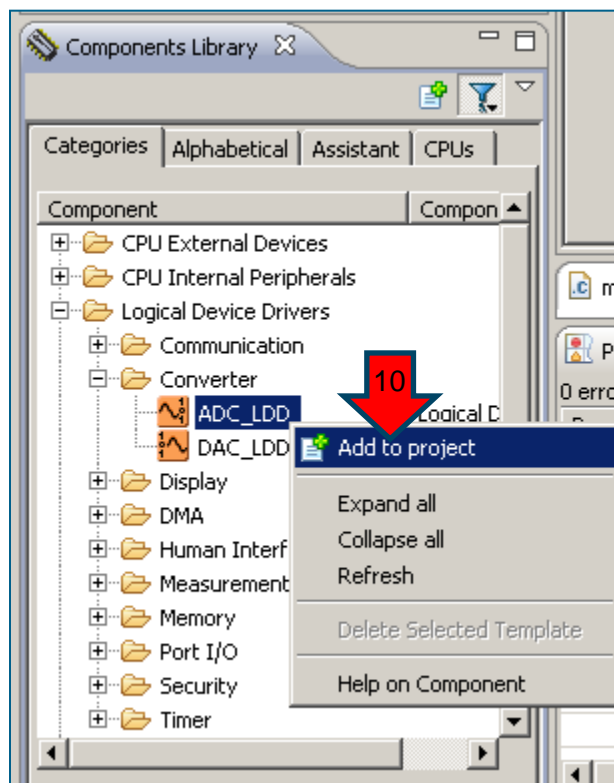 Components Library
Categories Alphabetical Assistant CPUs
Component Compon
CPU External Devices
CPU Internal Peripherals
Logical Device Drivers
Communication
Converter
10
0 erro
ADC_LDD Logical D
DAC_LDD
Add to project
Display
Expand all
DMA
Collapse all
Human Interf
Refresh
Measurement
Memory
Delete Selected Template
Port I/O
Security
Help on Component
Timer